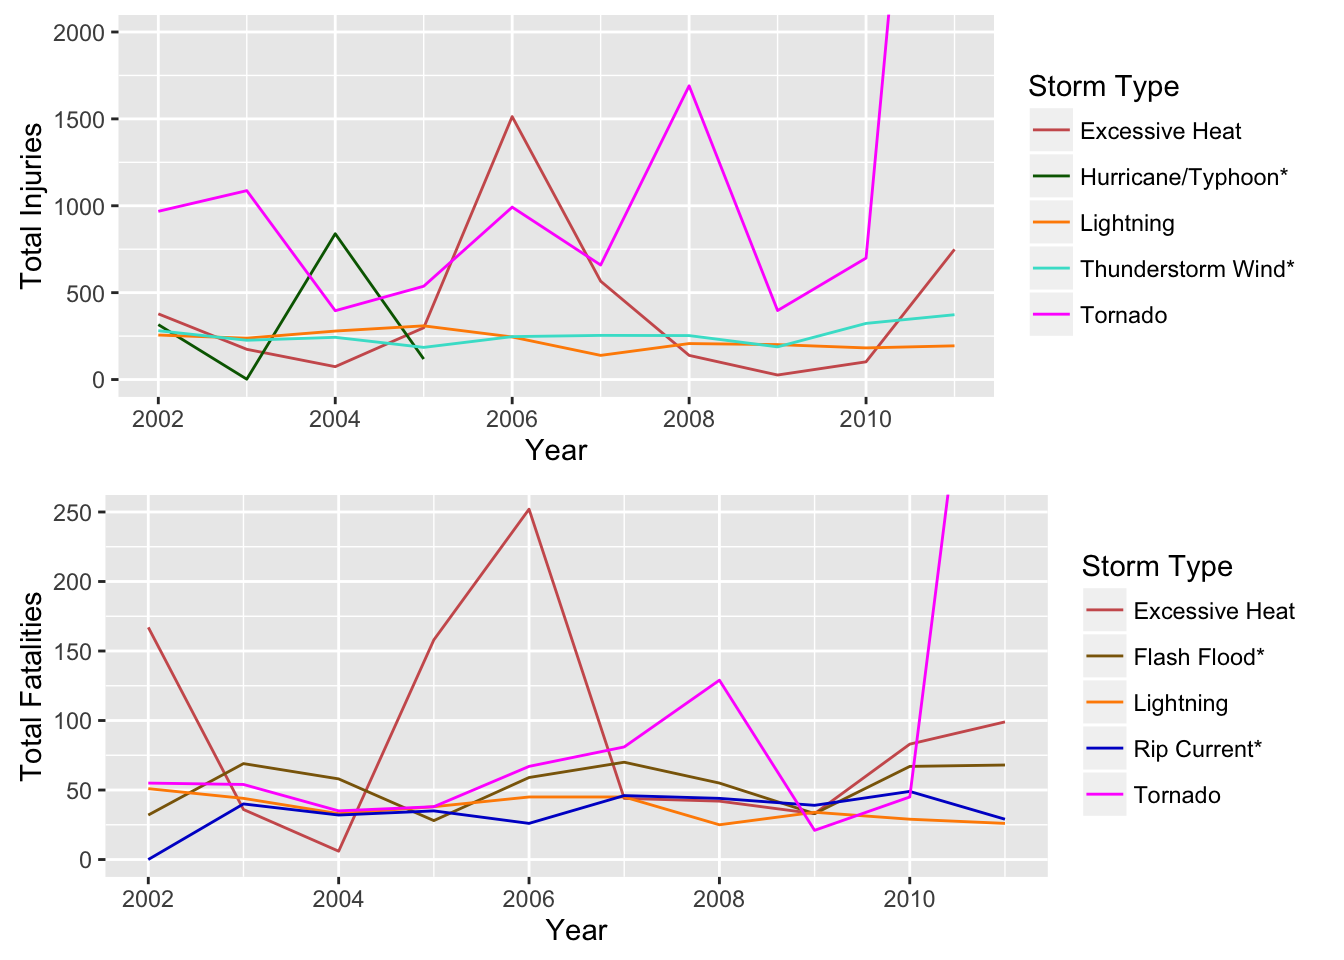 2000
1500
1000
500
0
Total Injuries
2002
2004
2006
2008
2010
Year
Storm Type
Excessive Heat
Hurricane/Typhoon*
Lightning
Thunderstorm Wind*
Tornado
250
200
150
100
50
0
Total Fatalities
2002
2004
2006
2008
2010
Year
Storm Type
Excessive Heat
Flash Flood*
Lightning
Rip Current*
Tornado